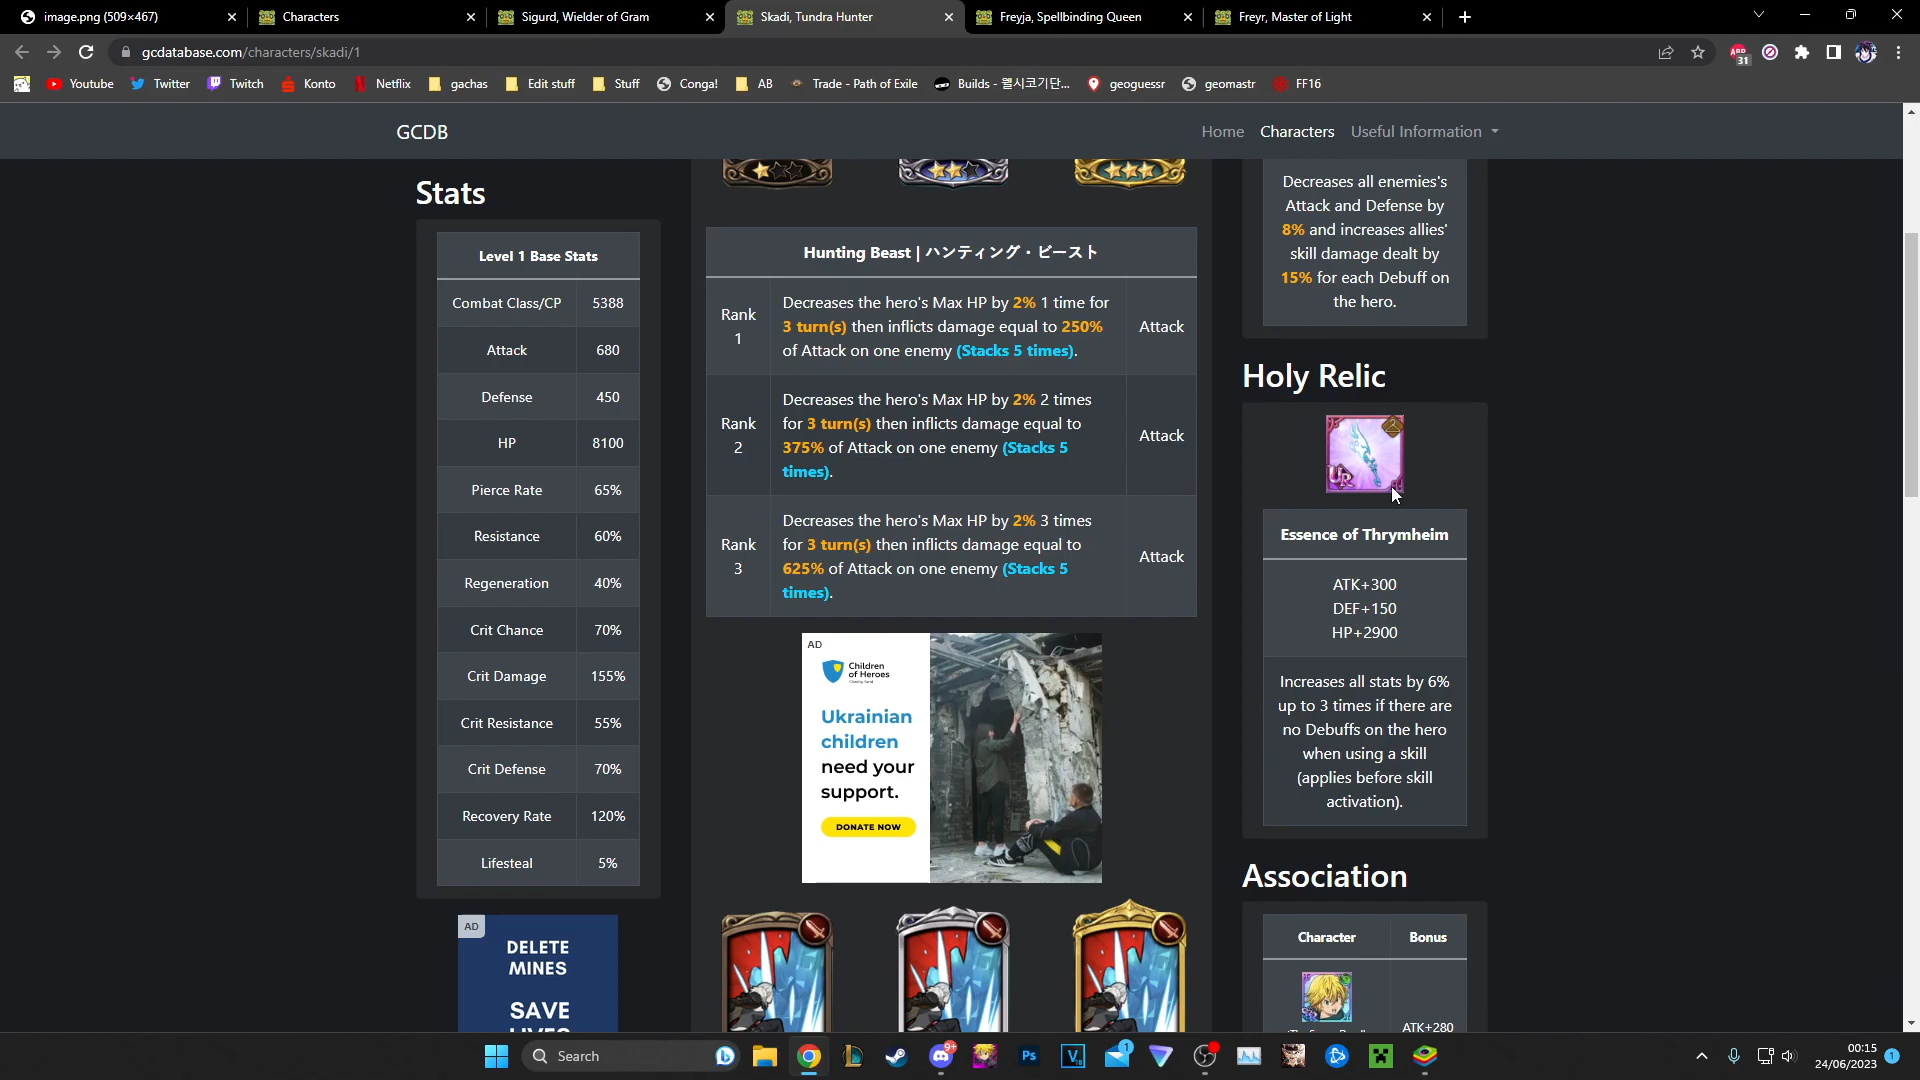 image.png (509×467)
Characters
Sigurd, Wielder of Gram
Skadi, Tundra Hunter
Freyja, Spellbinding Queen
Freyr, Master of Light
gcdatabase.com/characters/skadi/1
ABP
31
Youtube
Twitter
Twitch
Konto
Netflix
gachas
Edit stuff
Stuff
Conga!
AB
Trade - Path of Exile
Builds - 웰시코기단...
geoguessr
geomastr
FF16
GCDB
Home
Characters
Useful Information
Stats
Level 1 Base Stats
Combat Class/CP 5388
Attack 680
Defense 450
HP 8100
Pierce Rate 65%
Resistance 60%
Regeneration 40%
Crit Chance 70%
Crit Damage 155%
Crit Resistance 55%
Crit Defense 70%
Recovery Rate 120%
Lifesteal 5%
AD
DELETE
MINES
SAVE
Hunting Beast | ハンティング・ビースト
Rank
1
Decreases the hero's Max HP by 2% 1 time for
3 turn(s) then inflicts damage equal to 250%
of Attack on one enemy (Stacks 5 times).
Attack
Rank
2
Decreases the hero's Max HP by 2% 2 times
for 3 turn(s) then inflicts damage equal to
375% of Attack on one enemy (Stacks 5
times).
Attack
Rank
3
Decreases the hero's Max HP by 2% 3 times
for 3 turn(s) then inflicts damage equal to
625% of Attack on one enemy (Stacks 5
times).
Attack
AD
Children
of Heroes
Ukrainian
children
need your
support.
DONATE NOW
Decreases all enemies's
Attack and Defense by
8% and increases allies'
skill damage dealt by
15% for each Debuff on
the hero.
Holy Relic
UR
Essence of Thrymheim
ATK+300
DEF+150
HP+2900
Increases all stats by 6%
up to 3 times if there are
no Debuffs on the hero
when using a skill
(applies before skill
activation).
Association
Character Bonus
ATK+280
Search
9+
Ps
1
00:15
24/06/2023
1